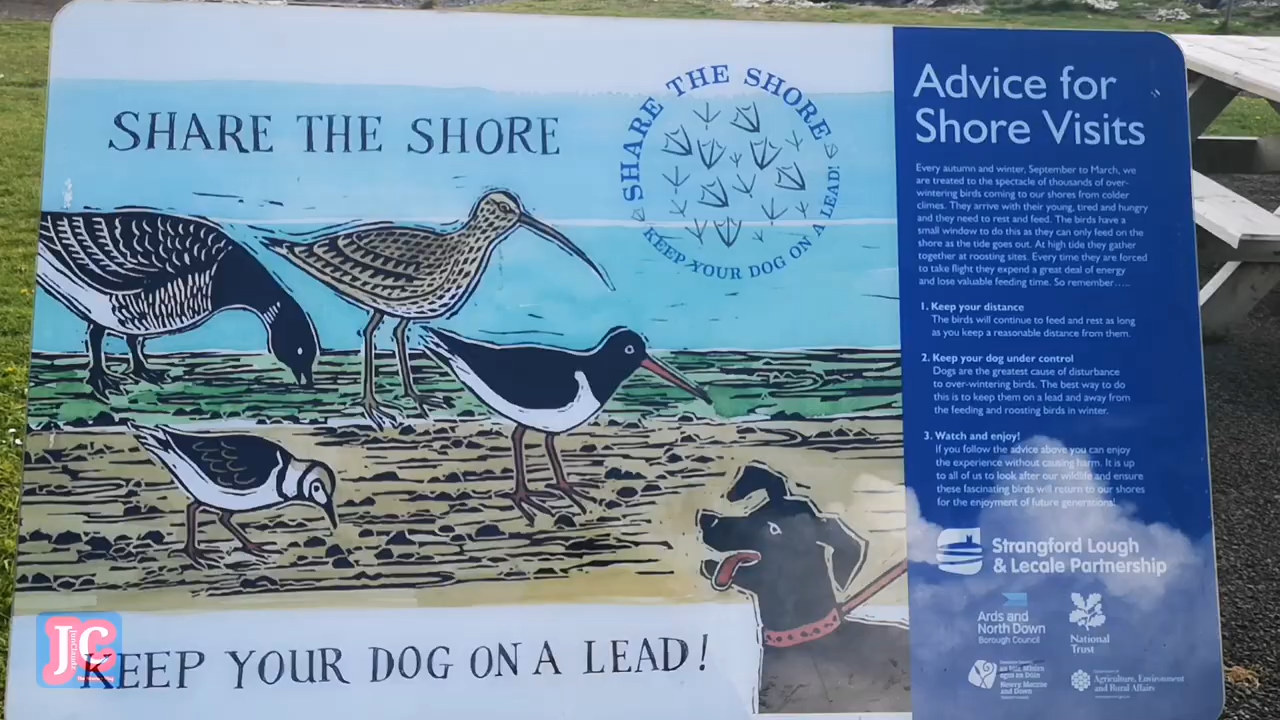 SHARE THE SHORE
SHARE THE SHORE
KEEP YOUR DOG ON A LEAD!
KEEP YOUR DOG ON A LEAD!
JC
Advice for
Shore Visits
Every autumn and winter, September to March, we
are treated to the spectacle of thousands of over-
wintering birds coming to our shores from colder
climes. They arrive with their young, tired and hungry
and they need to rest and feed. The birds have a
small window to do this as they can only feed on the
shore as the tide goes out. At high tide they gather
together at roosting sites. Every time they are forced
to take flight they expend a great deal of energy
and lose valuable feeding time. So remember.....
1. Keep your distance
The birds will continue to feed and rest as long
as you keep a reasonable distance from them.
2. Keep your dog under control
Dogs are the greatest cause of disturbance
to over-wintering birds. The best way to do
this is to keep them on a lead and away from
the feeding and roosting birds in winter.
3. Watch and enjoy!
If you follow the advice above you can enjoy
the experience without causing harm. It is up
to all of us to look after our wildlife and ensure
these fascinating birds will return to our shores
for the enjoyment of future generations!
Strangford Lough
& Lecale Partnership
Ards and
North Down
Borough Council
National
Trust
Newry Mourne
and Down
Agriculture, Environment
and Rural Affairs